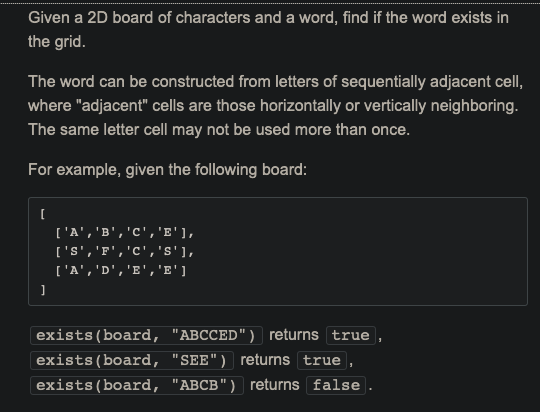 Given a 2D board of characters and a word, find if the word exists in
the grid.
The word can be constructed from letters of sequentially adjacent cell,
where "adjacent" cells are those horizontally or vertically neighboring.
The same letter cell may not be used more than once.
For example, given the following board:
[
['A','B','C','E'],
['S','F','C','S'],
['A','D','E','E']
]
exists(board, "ABCCED") returns true,
exists(board, "SEE") returns true,
exists(board, "ABCB") returns false.